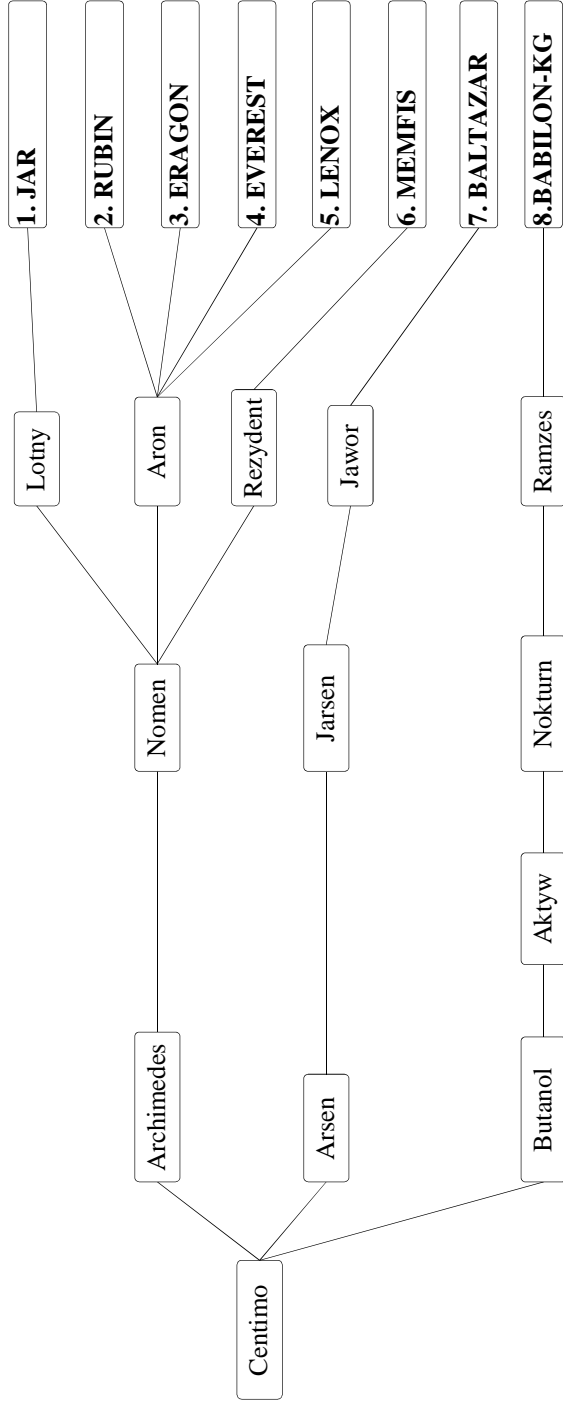 Centimo
Archimedes
Arsen
Butanol
Aktyw
Nomen
Jarsen
Nokturn
Lotny
Aron
Rezydent
Jawor
Ramzes
1. JAR
2. RUBIN
3. ERAGON
4. EVEREST
5. LENOX
6. MEMFIS
7. BALTAZAR
8.BABILON-KG